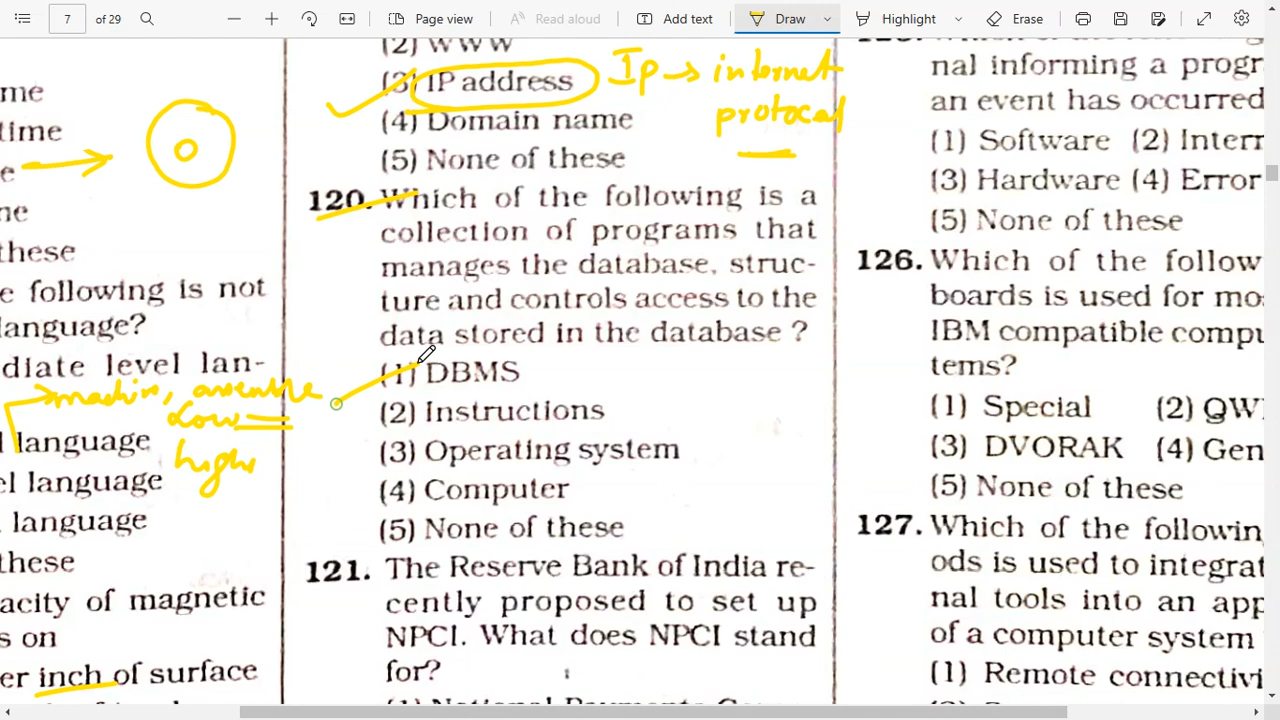 7
of 29
Page view
Read aloud
Add text
Draw
Highlight
Erase
me
time
e
ne
these
e following is not
language?
diate level lan-
machine,
Low
high
l language
el language
language
these
acity of magnetic
s on
er inch of surface
(2) WWW
(3) IP address
IP → internet
protocol
(4) Domain name
(5) None of these
120. Which of the following is a
collection of programs that
manages the database, struc-
ture and controls access to the
data stored in the database ?
(1) DBMS
(2) Instructions
(3) Operating system
(4) Computer
(5) None of these
121. The Reserve Bank of India re-
cently proposed to set up
NPCI. What does NPCI stand
for?
nal informing a progr
an event has occurred
(1) Software (2) Interr
(3) Hardware (4) Error
(5) None of these
126. Which of the follow
boards is used for mo
IBM compatible compu
tems?
(1) Special (2) QW
(3) DVORAK (4) Gen
(5) None of these
127. Which of the followin
ods is used to integrat
nal tools into an app
of a computer system
(1) Remote connectivi